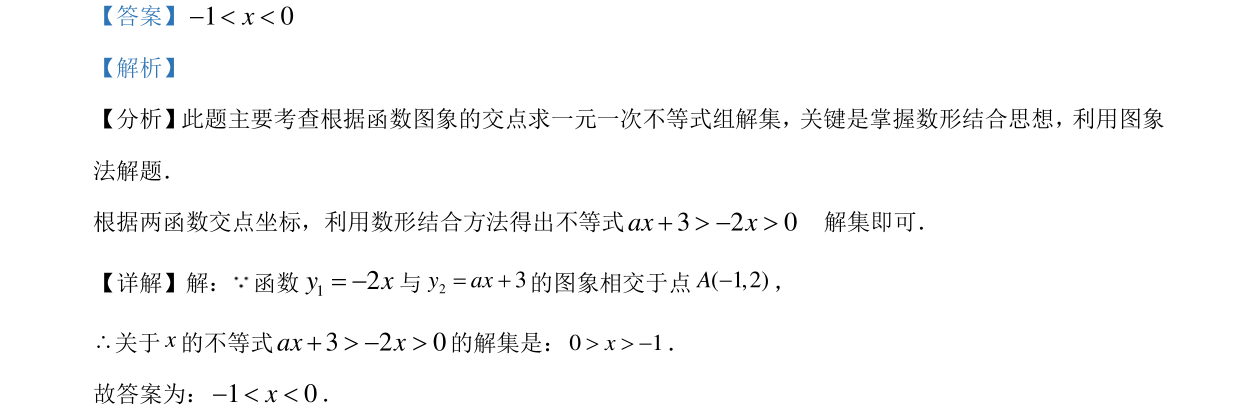 【答案】$-1<x<0$
【解析】
【分析】此题主要考查根据函数图象的交点求一元一次不等式组解集，关键是掌握数形结合思想，利用图象
法解题．
根据两函数交点坐标，利用数形结合方法得出不等式$ax+3>-2x>0$ 解集即可．
【详解】解：∵函数$y_1=-2x$与$y_2=ax+3$的图象相交于点$A(-1,2)$，
∴关于$x$的不等式$ax+3>-2x>0$的解集是：$0>x>-1$．
故答案为：$-1<x<0$．